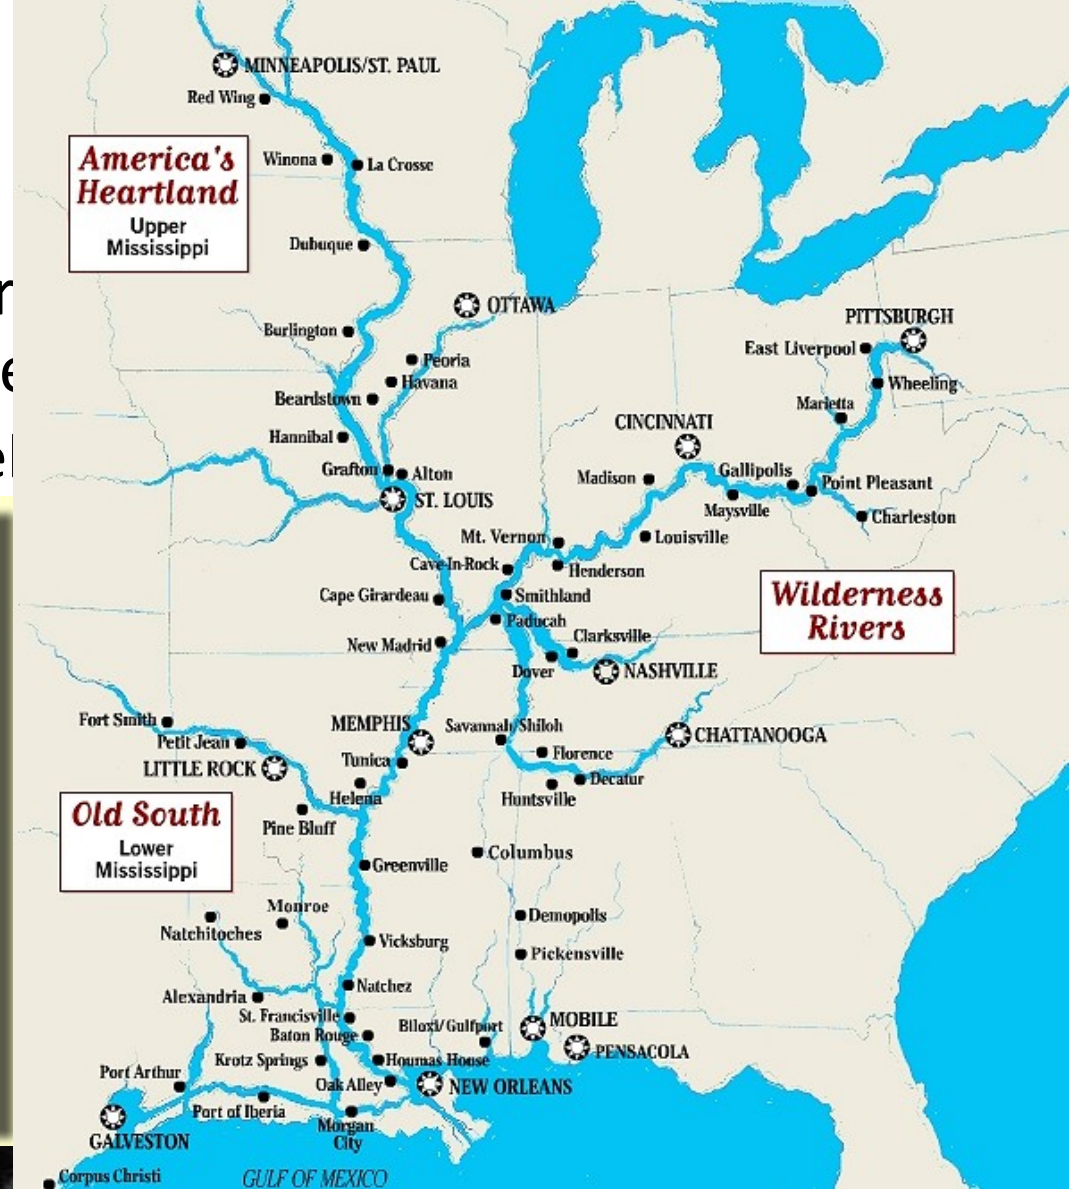 MINNEAPOLIS/ST. PAUL
Red Wing
America's
Heartland
Upper
Mississippi
Winona
La Crosse
Dubuque
OTTAWA
Burlington
PITTSBURGH
East Liverpool
Peoria
Havana
Wheeling
Beardstown
Marietta
CINCINNATI
Hannibal
Grafton
Alton
Madison
Gallipolis
Point Pleasant
ST. LOUIS
Maysville
Charleston
Mt. Vernon
Louisville
Cave-In-Rock
Henderson
Cape Girardeau
Smithland
Wilderness
Rivers
Paducah
New Madrid
Clarksville
Dover
NASHVILLE
Fort Smith
MEMPHIS
Savannah/Shiloh
CHATTANOOGA
Petit Jean
Tunica
Florence
LITTLE ROCK
Decatur
Helena
Huntsville
Old South
Lower
Mississippi
Pine Bluff
Columbus
Greenville
Monroe
Natchitoches
Demopolis
Vicksburg
Pickensville
Natchez
Alexandria
St. Francisville
Baton Rouge
Biloxi/Gulfport
MOBILE
PENSACOLA
Krotz Springs
Houmas House
Port Arthur
Oak Alley
NEW ORLEANS
Port of Iberia
Morgan
City
GALVESTON
Corpus Christi
GULF OF MEXICO